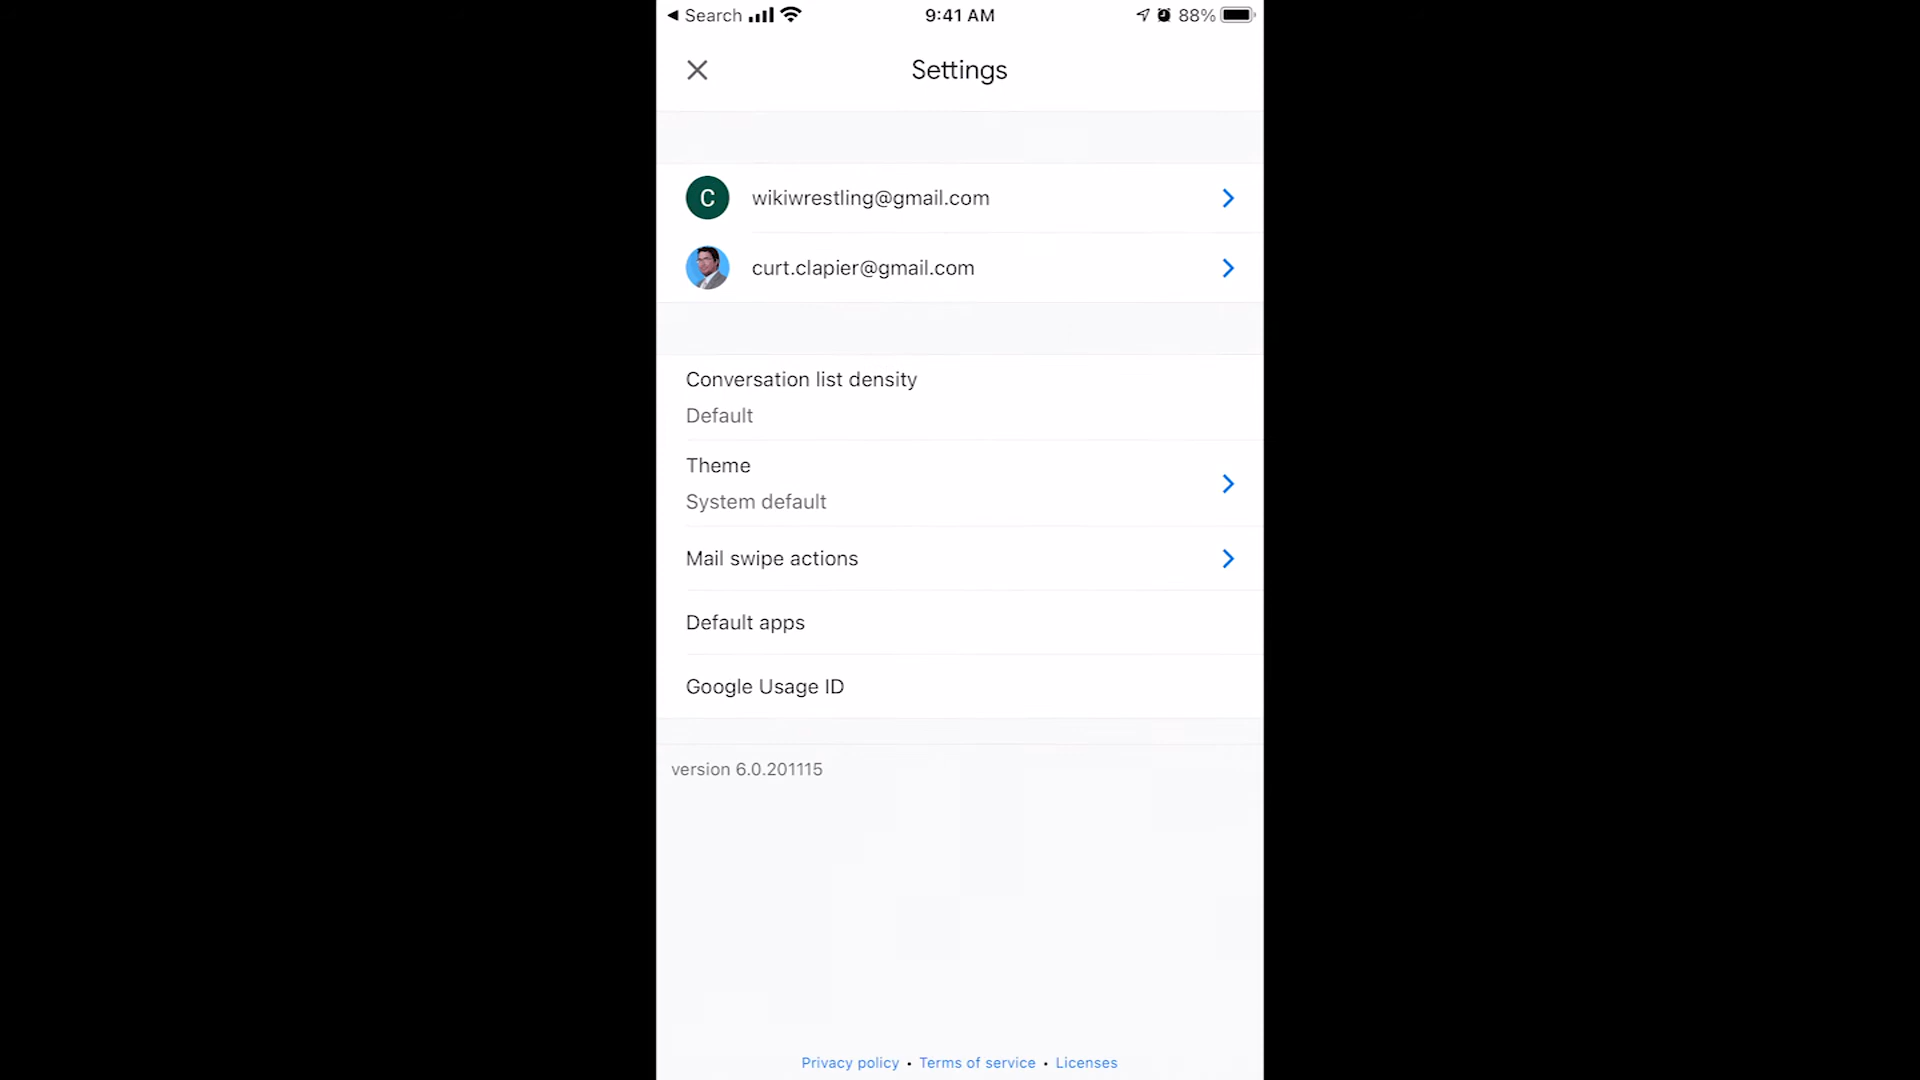 Search 9:41 AM 88%
Settings
C wikiwrestling@gmail.com
curt.clapier@gmail.com
Conversation list density
Default
Theme
System default
Mail swipe actions
Default apps
Google Usage ID
version 6.0.201115
Privacy policy • Terms of service • Licenses